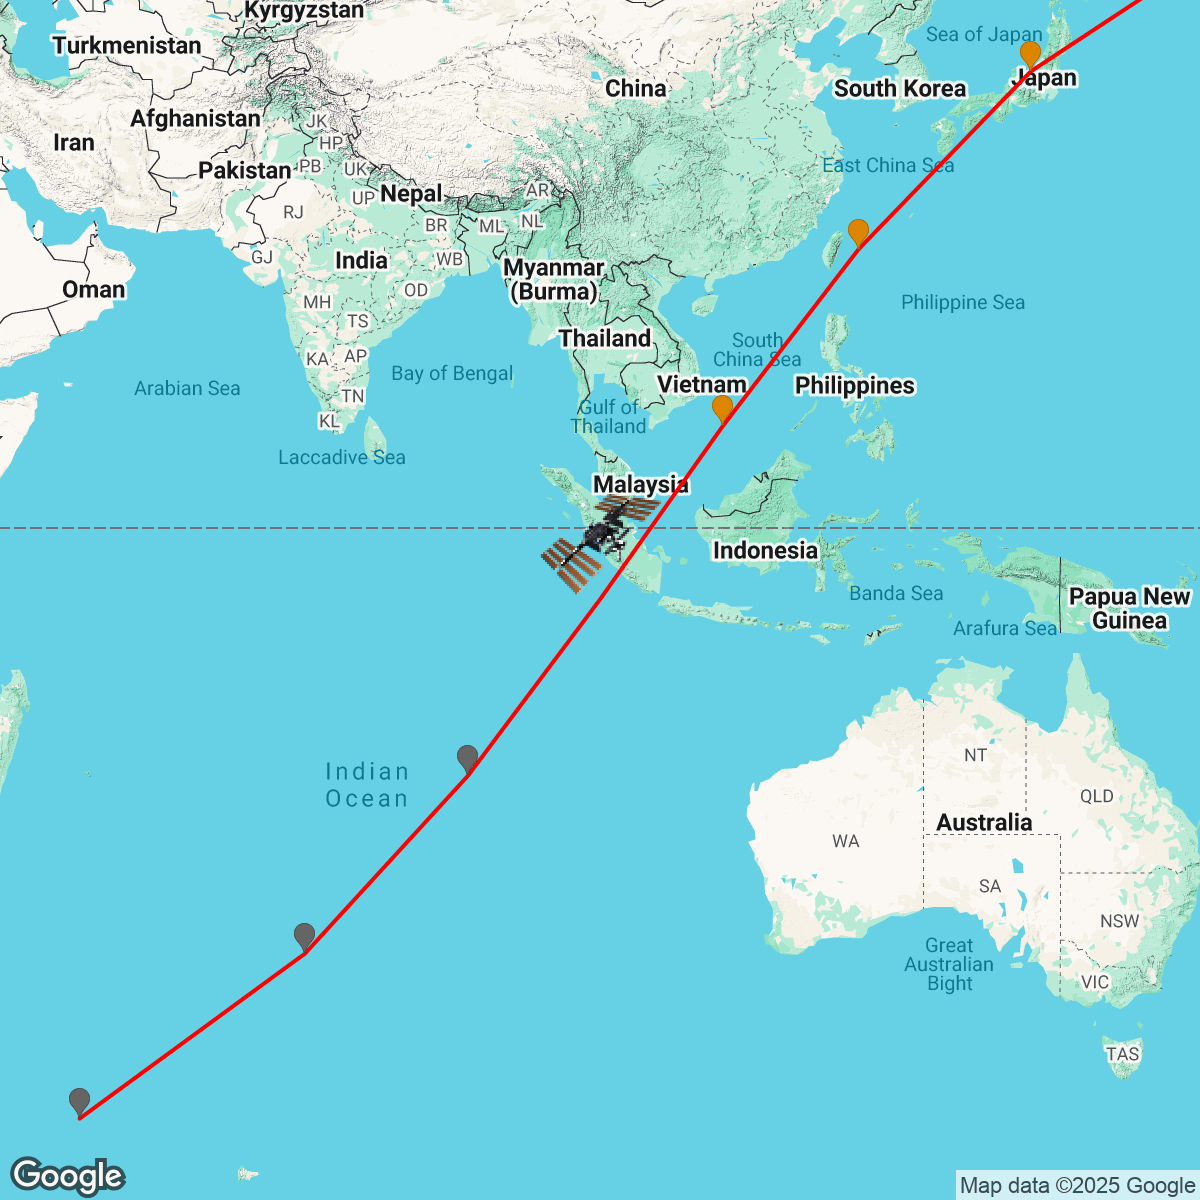 Kyrgyzstan
Sea of Japan
Turkmenistan
Japan
China
South Korea
Afghanistan
JK
Iran
HP
East China Sea
Pakistan
PB
UK
AR
Nepal
UP
RJ
NL
BR
ML
GJ
India
WB
Myanmar
(Burma)
Oman
OD
MH
Philippine Sea
TS
Thailand
South
China Sea
KA
AP
Bay of Bengal
Vietnam
Philippines
Arabian Sea
TN
Gulf of
Thailand
KL
Laccadive Sea
Malaysia
Indonesia
Banda Sea
Papua New
Guinea
Arafura Sea
NT
Indian
Ocean
QLD
Australia
WA
SA
NSW
Great
Australian
Bight
VIC
TAS
Google
Map data ©2025 Google